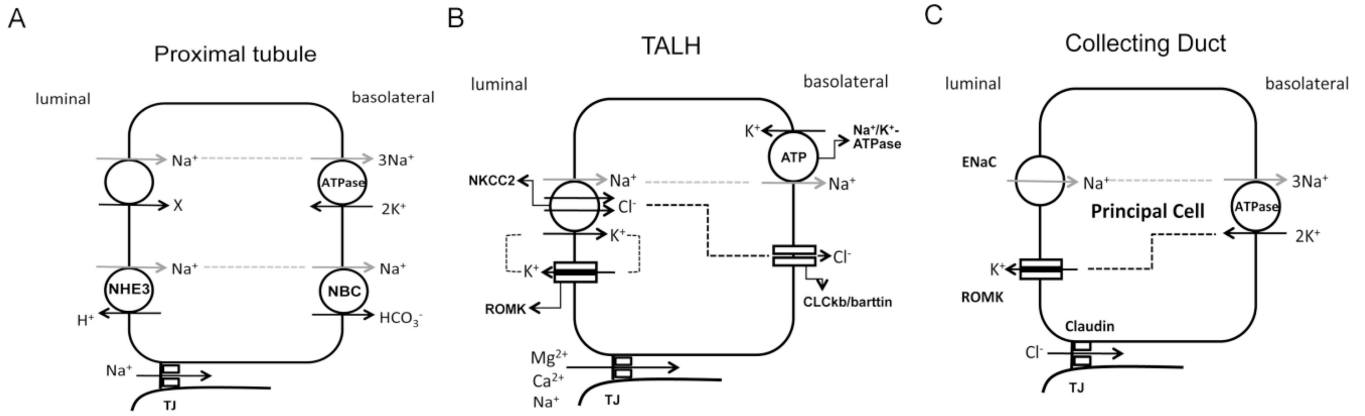 A
Proximal tubule
luminal
basolateral
Na⁺
3Na⁺
ATPase
X
2K⁺
Na⁺
Na⁺
NHE3
NBC
H⁺
HCO₃⁻
Na⁺
TJ
B
TALH
luminal
basolateral
K⁺
Na⁺/K⁺-
ATPase
ATP
NKCC2
Na⁺
Na⁺
Cl⁻
K⁺
K⁺
Cl⁻
ROMK
CLCkb/barttin
Mg²⁺
Ca²⁺
Na⁺
TJ
C
Collecting Duct
luminal
basolateral
ENaC
Na⁺
3Na⁺
Principal Cell
ATPase
2K⁺
K⁺
ROMK
Claudin
Cl⁻
TJ